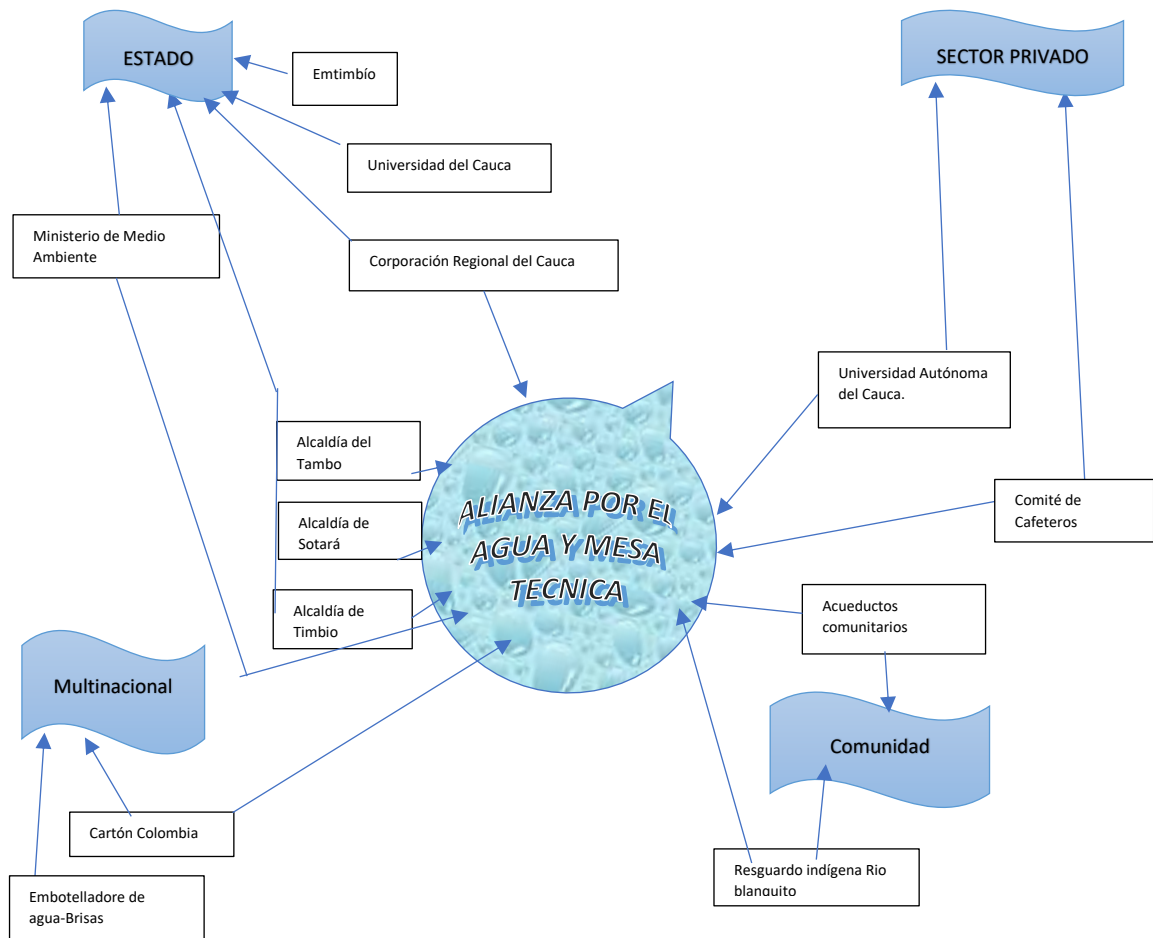 ESTADO
SECTOR PRIVADO
Emtimbío
Universidad del Cauca
Ministerio de Medio
Ambiente
Corporación Regional del Cauca
Universidad Autónoma
del Cauca.
Alcaldía del
Tambo
Comité de
Cafeteros
Alcaldía de
Sotará
ALIANZA POR EL
AGUA Y MESA
TECNICA
Alcaldía de
Timbio
Acueductos
comunitarios
Multinacional
Comunidad
Cartón Colombia
Resguardo indígena Rio
blanquito
Embotelladore de
agua-Brisas